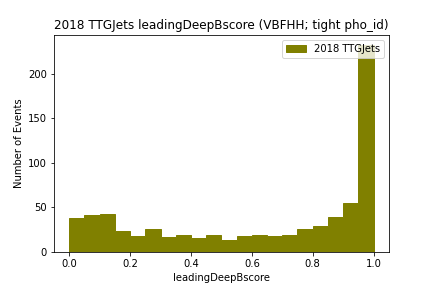 2018 TTGJets leadingDeepBscore (VBFHH; tight pho_id)
2018 TTGJets
Number of Events
200
150
100
50
0
0.0 0.2 0.4 0.6 0.8 1.0
leadingDeepBscore